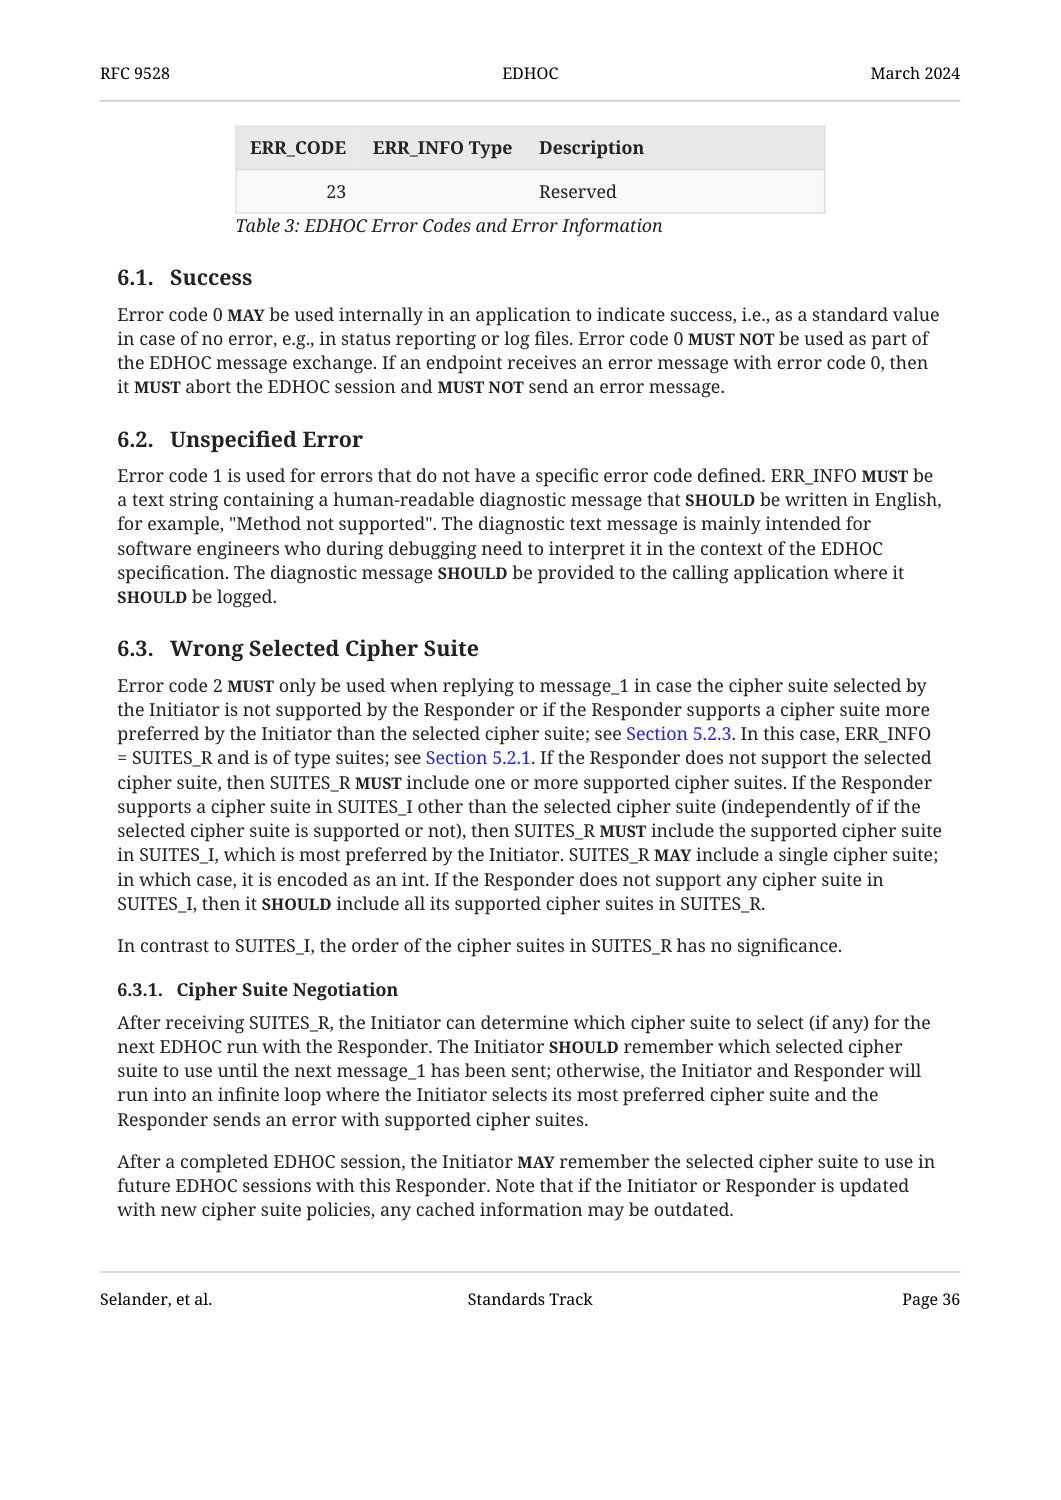 RFC 9528 EDHOC March 2024
ERR_CODE ERR_INFO Type Description
23 Reserved
Table 3: EDHOC Error Codes and Error Information
6.1. Success
Error code 0 MAY be used internally in an application to indicate success, i.e., as a standard value
in case of no error, e.g., in status reporting or log files. Error code 0 MUST NOT be used as part of
the EDHOC message exchange. If an endpoint receives an error message with error code 0, then
it MUST abort the EDHOC session and MUST NOT send an error message.
6.2. Unspecified Error
Error code 1 is used for errors that do not have a specific error code defined. ERR_INFO MUST be
a text string containing a human-readable diagnostic message that SHOULD be written in English,
for example, "Method not supported". The diagnostic text message is mainly intended for
software engineers who during debugging need to interpret it in the context of the EDHOC
specification. The diagnostic message SHOULD be provided to the calling application where it
SHOULD be logged.
6.3. Wrong Selected Cipher Suite
Error code 2 MUST only be used when replying to message_1 in case the cipher suite selected by
the Initiator is not supported by the Responder or if the Responder supports a cipher suite more
preferred by the Initiator than the selected cipher suite; see Section 5.2.3. In this case, ERR_INFO
= SUITES_R and is of type suites; see Section 5.2.1. If the Responder does not support the selected
cipher suite, then SUITES_R MUST include one or more supported cipher suites. If the Responder
supports a cipher suite in SUITES_I other than the selected cipher suite (independently of if the
selected cipher suite is supported or not), then SUITES_R MUST include the supported cipher suite
in SUITES_I, which is most preferred by the Initiator. SUITES_R MAY include a single cipher suite;
in which case, it is encoded as an int. If the Responder does not support any cipher suite in
SUITES_I, then it SHOULD include all its supported cipher suites in SUITES_R.
In contrast to SUITES_I, the order of the cipher suites in SUITES_R has no significance.
6.3.1. Cipher Suite Negotiation
After receiving SUITES_R, the Initiator can determine which cipher suite to select (if any) for the
next EDHOC run with the Responder. The Initiator SHOULD remember which selected cipher
suite to use until the next message_1 has been sent; otherwise, the Initiator and Responder will
run into an infinite loop where the Initiator selects its most preferred cipher suite and the
Responder sends an error with supported cipher suites.
After a completed EDHOC session, the Initiator MAY remember the selected cipher suite to use in
future EDHOC sessions with this Responder. Note that if the Initiator or Responder is updated
with new cipher suite policies, any cached information may be outdated.
Selander, et al. Standards Track Page 36